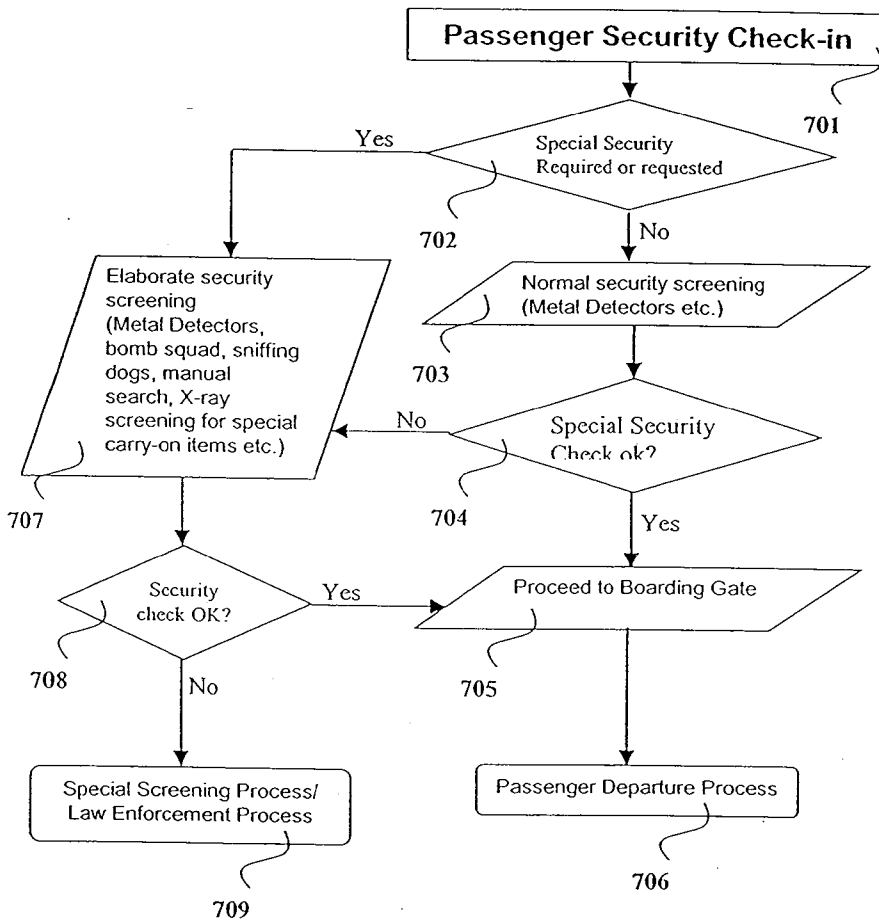 Passenger Security Check-in
701
Yes
Special Security
Required or requested
702
No
Elaborate security
screening
(Metal Detectors,
bomb squad, sniffing
dogs, manual
search, X-ray
screening for special
carry-on items etc.)
707
Normal security screening
(Metal Detectors etc.)
703
No
Special Security
Check ok?
704
Yes
Security
check OK?
708
Yes
Proceed to Boarding Gate
705
No
Special Screening Process/
Law Enforcement Process
709
Passenger Departure Process
706